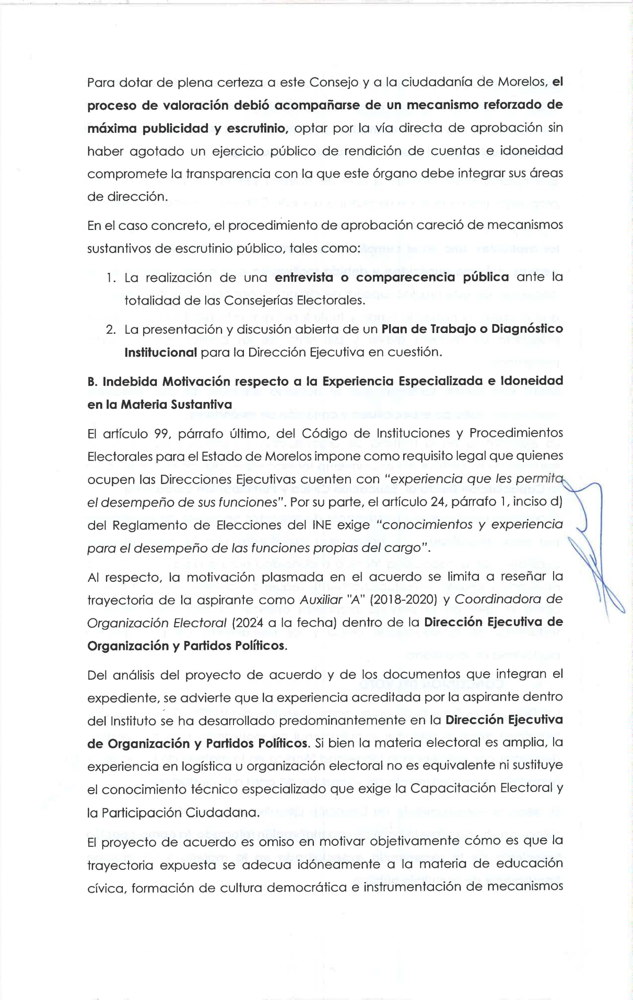 Para dotar de plena certeza a este Consejo y a la ciudadanía de Morelos, el
proceso de valoración debió acompañarse de un mecanismo reforzado de
máxima publicidad y escrutinio, optar por la vía directa de aprobación sin
haber agotado un ejercicio público de rendición de cuentas e idoneidad
compromete la transparencia con la que este órgano debe integrar sus áreas
de dirección.
En el caso concreto, el procedimiento de aprobación careció de mecanismos
sustantivos de escrutinio público, tales como:
1. La realización de una entrevista o comparecencia pública ante la
totalidad de las Consejerías Electorales.
2. La presentación y discusión abierta de un Plan de Trabajo o Diagnóstico
Institucional para la Dirección Ejecutiva en cuestión.
B. Indebida Motivación respecto a la Experiencia Especializada e Idoneidad
en la Materia Sustantiva
El artículo 99, párrafo último, del Código de Instituciones y Procedimientos
Electorales para el Estado de Morelos impone como requisito legal que quienes
ocupen las Direcciones Ejecutivas cuenten con "experiencia que les permita
el desempeño de sus funciones". Por su parte, el artículo 24, párrafo 1, inciso d)
del Reglamento de Elecciones del INE exige "conocimientos y experiencia
para el desempeño de las funciones propias del cargo".
Al respecto, la motivación plasmada en el acuerdo se limita a reseñar la
trayectoria de la aspirante como Auxiliar "A" (2018-2020) y Coordinadora de
Organización Electoral (2024 a la fecha) dentro de la Dirección Ejecutiva de
Organización y Partidos Políticos.
Del análisis del proyecto de acuerdo y de los documentos que integran el
expediente, se advierte que la experiencia acreditada por la aspirante dentro
del Instituto se ha desarrollado predominantemente en la Dirección Ejecutiva
de Organización y Partidos Políticos. Si bien la materia electoral es amplia, la
experiencia en logística u organización electoral no es equivalente ni sustituye
el conocimiento técnico especializado que exige la Capacitación Electoral y
la Participación Ciudadana.
El proyecto de acuerdo es omiso en motivar objetivamente cómo es que la
trayectoria expuesta se adecua idóneamente a la materia de educación
cívica, formación de cultura democrática e instrumentación de mecanismos